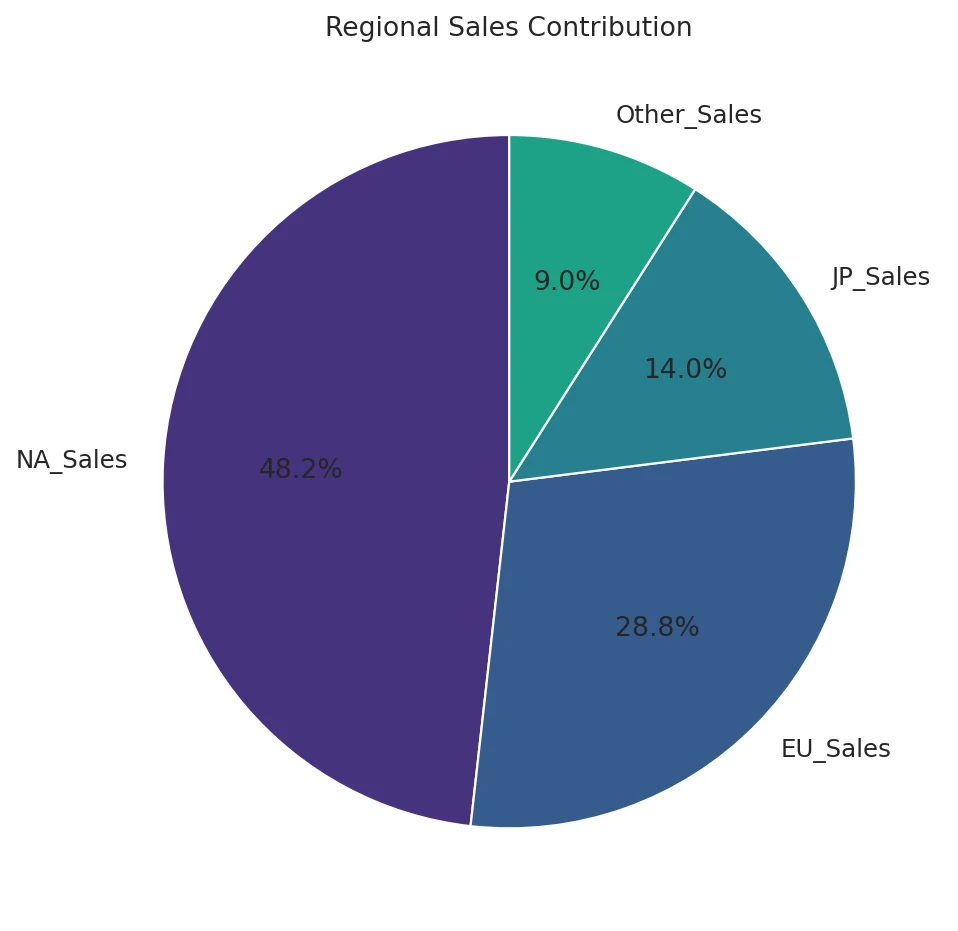 Regional Sales Contribution
Other_Sales
JP_Sales
9.0%
14.0%
NA_Sales
48.2%
28.8%
EU_Sales